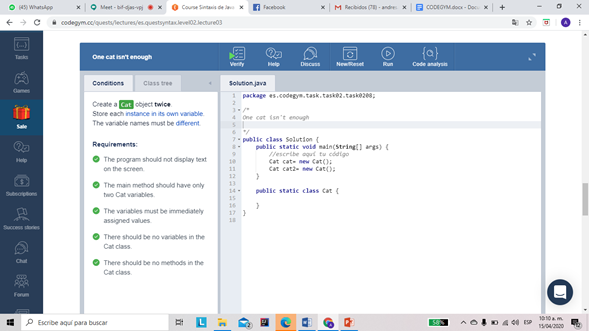 (45) WhatsApp
Meet - bif-djas-vpj
Course Sintaxis de Java
Facebook
Recibidos (78) - andrew
CODEGYM.docx - Docu
codegym.cc/quests/lectures/es.questsyntax.level02.lecture03
Tasks
Games
Sale
Help
Subscriptions
Success stories
Chat
Forum
One cat isn't enough
Verify
Help
Discuss
New/Reset
Run
Code analysis
Conditions
Class tree
Solution.java
Create a Cat object twice
Store each instance in its own variable.
The variable names must be different.
Requirements:
The program should not display text
on the screen.
The main method should have only
two Cat variables.
The variables must be immediately
assigned values.
There should be no variables in the
Cat class.
There should be no methods in the
Cat class.
1 package es.codegym.task.task02.task0208;
2
3 /*
4 One cat isn't enough
5
6 */
7 public class Solution {
8 public static void main(String[] args) {
9 //escribe aquí tu código
10 Cat cat= new Cat();
11 Cat cat2= new Cat();
12 }
13
14 public static class Cat {
15
16 }
17 }
18
Escribe aquí para buscar
58%
ESP
10:10 a. m.
15/04/2020